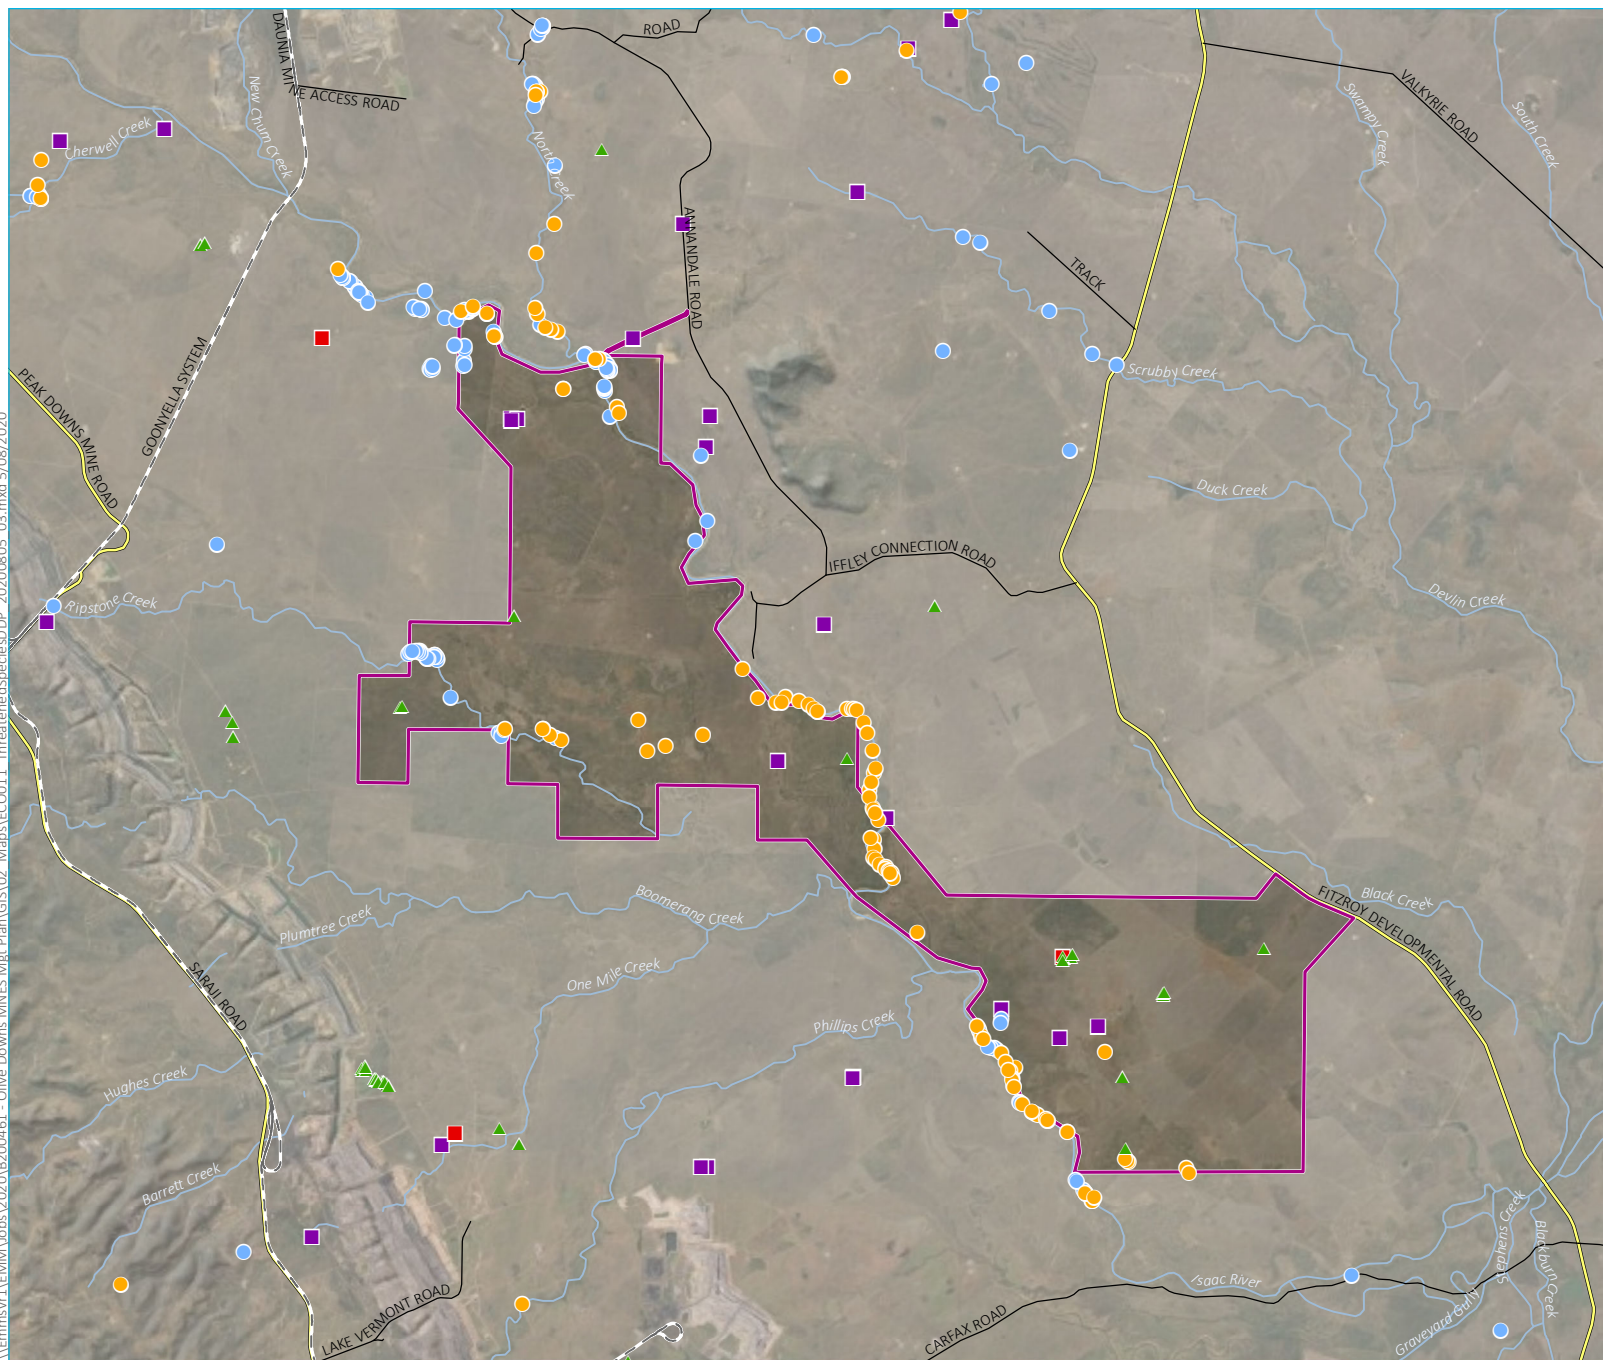 ROAD
DAUNIA MINE ACCESS ROAD
New Chum Creek
Cherwell Creek
North Creek
VALKYRIE ROAD
Swampy Creek
South Creek
ANNANDALE ROAD
TRACK
GOONYELLA SYSTEM
PEAK DOWNS MINE ROAD
Scrubby Creek
Duck Creek
IFFLEY CONNECTION ROAD
Devlin Creek
Ripstone Creek
Boomerang Creek
Plumtree Creek
Black Creek
FITZROY DEVELOPMENTAL ROAD
One Mile Creek
SARAJI ROAD
Phillips Creek
Hughes Creek
Barrett Creek
Stephens Creek
Blackburn Creek
Isaac River
LAKE VERMONT ROAD
CARFAX ROAD
Graveyard Gully